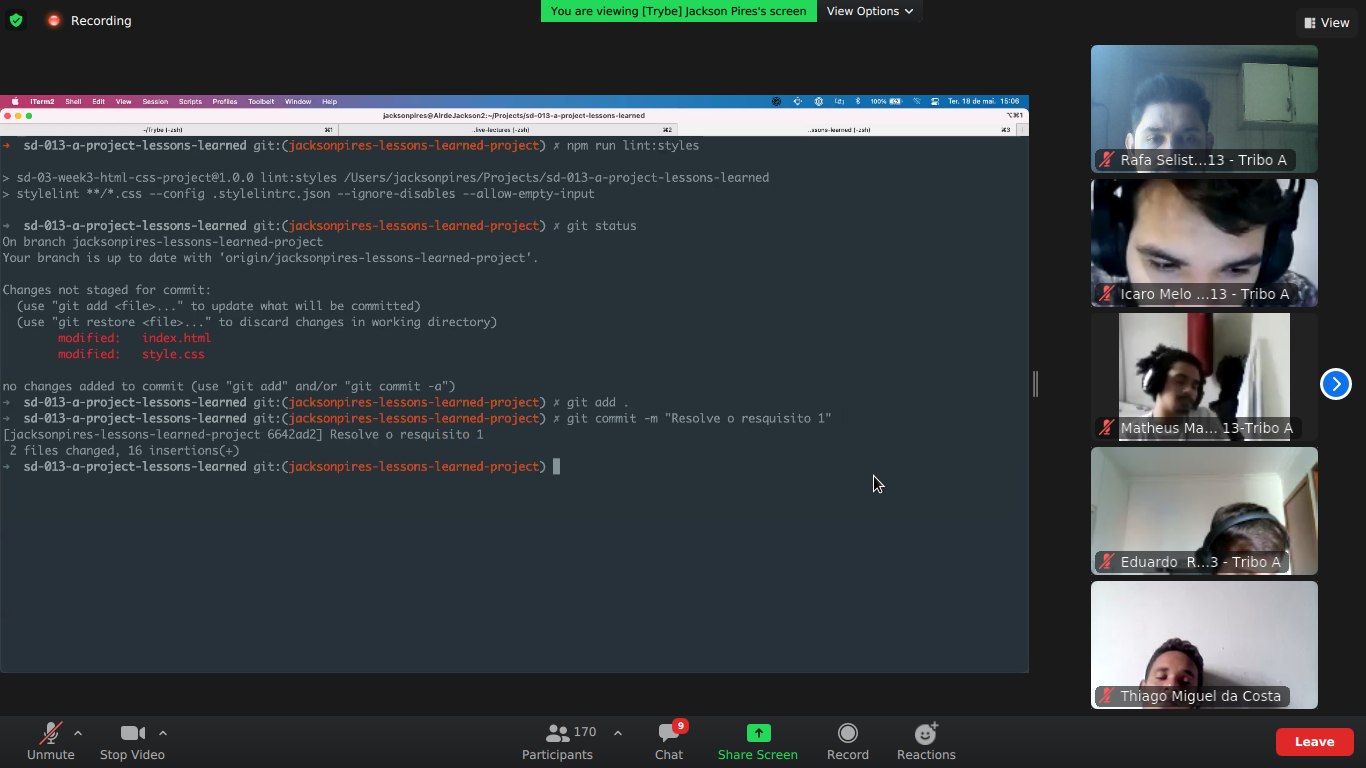 Recording
You are viewing [Trybe] Jackson Pires's screen
View Options
View
iTerm2 Shell Edit View Session Scripts Profiles Toolbelt Window Help
100% Ter. 18 de mai. 15:06
jacksonpires@AirdeJackson2:~/Projects/sd-013-a-project-lessons-learned
⌥⌘1
~/Trybe (-zsh) ⌘1 ..live-lectures (-zsh) ⌘2 ..ssons-learned (-zsh) ⌘3
➜ sd-013-a-project-lessons-learned git:(jacksonpires-lessons-learned-project) ✗ npm run lint:styles
> sd-03-week3-html-css-project@1.0.0 lint:styles /Users/jacksonpires/Projects/sd-013-a-project-lessons-learned
> stylelint **/*.css --config .stylelintrc.json --ignore-disables --allow-empty-input
➜ sd-013-a-project-lessons-learned git:(jacksonpires-lessons-learned-project) ✗ git status
On branch jacksonpires-lessons-learned-project
Your branch is up to date with 'origin/jacksonpires-lessons-learned-project'.
Changes not staged for commit:
(use "git add <file>..." to update what will be committed)
(use "git restore <file>..." to discard changes in working directory)
modified: index.html
modified: style.css
no changes added to commit (use "git add" and/or "git commit -a")
➜ sd-013-a-project-lessons-learned git:(jacksonpires-lessons-learned-project) ✗ git add .
➜ sd-013-a-project-lessons-learned git:(jacksonpires-lessons-learned-project) ✗ git commit -m "Resolve o resquisito 1"
[jacksonpires-lessons-learned-project 6642ad2] Resolve o resquisito 1
2 files changed, 16 insertions(+)
➜ sd-013-a-project-lessons-learned git:(jacksonpires-lessons-learned-project)
Rafa Selist...13 - Tribo A
Icaro Melo ...13 - Tribo A
Matheus Ma... 13-Tribo A
Eduardo R...3 - Tribo A
Thiago Miguel da Costa
Unmute
Stop Video
170
Participants
9
Chat
Share Screen
Record
Reactions
Leave